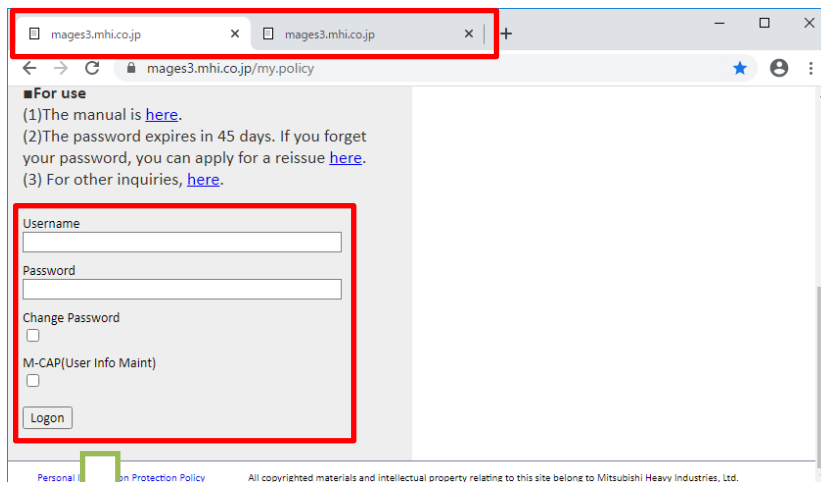 mages3.mhi.co.jp
mages3.mhi.co.jp
mages3.mhi.co.jp/my.policy
■For use
(1)The manual is here.
(2)The password expires in 45 days. If you forget
your password, you can apply for a reissue here.
(3) For other inquiries, here.
Username
Password
Change Password
M-CAP(User Info Maint)
Logon
Personal I on Protection Policy
All copyrighted materials and intellectual property relating to this site belong to Mitsubishi Heavy Industries, Ltd.